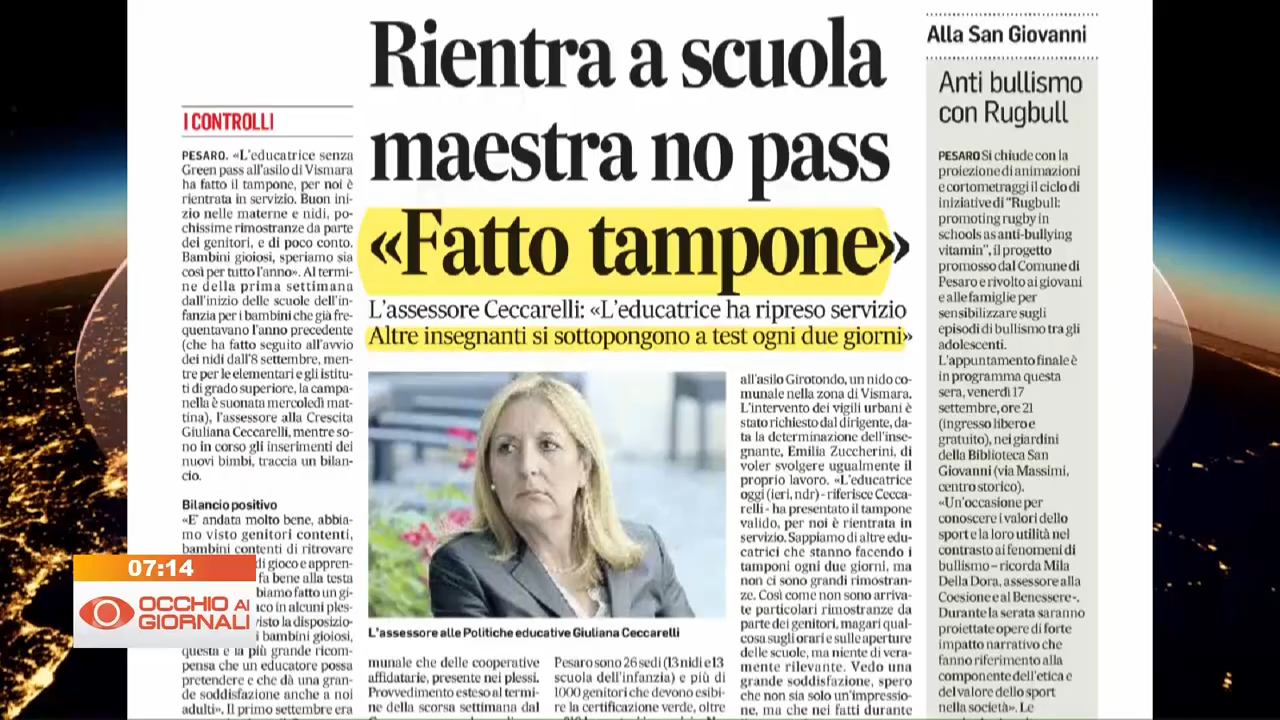 Rientra a scuola
maestra no pass
«Fatto tampone»
L'assessore Ceccarelli: «L'educatrice ha ripreso servizio
Altre insegnanti si sottopongono a test ogni due giorni»
I CONTROLLI
PESARO. «L'educatrice senza
Green pass all'asilo di Vismara
ha fatto il tampone, per noi è
rientrata in servizio. Buon ini-
zio nelle materne e nidi, po-
chissime rimostranze da parte
dei genitori, e di poco conto.
Bambini gioiosi, speriamo sia
così per tutto l'anno». Al termi-
ne della prima settimana
dall'inizio delle scuole dell'in-
fanzia per i bambini che già fre-
quentavano l'anno precedente
(che ha fatto seguito all'avvio
dei nidi dall'8 settembre, men-
tre per le elementari e gli istitu-
ti di grado superiore, la campa-
nella è suonata mercoledì mat-
tina), l'assessore alla Crescita
Giuliana Ceccarelli, mentre so-
no in corso gli inserimenti dei
nuovi bimbi, traccia un bilan-
cio.
Bilancio positivo
«E' andata molto bene, abbia-
mo visto genitori contenti,
bambini contenti di ritrovare
di gioco e appren-
fa bene alla testa
biamo fatto un gi-
aco in alcuni ples-
visto la disposizio-
i bambini gioiosi,
questa è la più grande ricom-
pensa che un educatore possa
pretendere e che dà una gran-
de soddisfazione anche a noi
adulti». Il primo settembre era
L'assessore alle Politiche educative Giuliana Ceccarelli
munale che delle cooperative
affidatarie, presente nei plessi.
Provvedimento esteso al termi-
ne della scorsa settimana dal
Pesaro sono 26 sedi (13 nidi e 13
scuola dell'infanzia) e più di
1000 genitori che devono esibi-
re la certificazione verde, oltre
all'asilo Girotondo, un nido co-
munale nella zona di Vismara.
L'intervento dei vigili urbani è
stato richiesto dal dirigente, da-
ta la determinazione dell'inse-
gnante, Emilia Zuccherini, di
voler svolgere ugualmente il
proprio lavoro. «L'educatrice
oggi (ieri, ndr) - riferisce Cecca-
relli - ha presentato il tampone
valido, per noi è rientrata in
servizio. Sappiamo di altre edu-
catrici che stanno facendo i
tamponi ogni due giorni, ma
non ci sono grandi rimostran-
ze. Così come non sono arriva-
te particolari rimostranze da
parte dei genitori, magari qual-
cosa sugli orari e sulle aperture
delle scuole, ma niente di vera-
mente rilevante. Vedo una
grande soddisfazione, spero
che non sia solo un'impressio-
ne, ma che nei fatti durante
Alla San Giovanni
Anti bullismo
con Rugbull
PESARO Si chiude con la
proiezione di animazioni
e cortometraggi il ciclo di
iniziative di "Rugbull:
promoting rugby in
schools as anti-bullying
vitamin", il progetto
promosso dal Comune di
Pesaro e rivolto ai giovani
e alle famiglie per
sensibilizzare sugli
episodi di bullismo tra gli
adolescenti.
L'appuntamento finale è
in programma questa
sera, venerdì 17
settembre, ore 21
(ingresso libero e
gratuito), nei giardini
della Biblioteca San
Giovanni (via Massimi,
centro storico).
«Un'occasione per
conoscere i valori dello
sport e la loro utilità nel
contrasto ai fenomeni di
bullismo – ricorda Mila
Della Dora, assessore alla
Coesione e al Benessere-.
Durante la serata saranno
proiettate opere di forte
impatto narrativo che
fanno riferimento alla
componente dell'etica e
del valore dello sport
nella società». Le
07:14
OCCHIO AI
GIORNALI